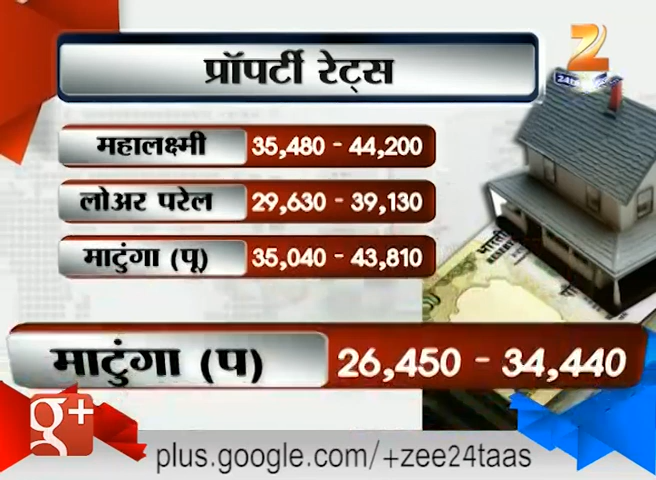 प्रॉपर्टी रेट्स
महालक्ष्मी 35,480 - 44,200
लोअर परेल 29,630 - 39,130
माटुंगा (पू) 35,040 - 43,810
माटुंगा (प) 26,450 - 34,440
g+ plus.google.com/+zee24taas